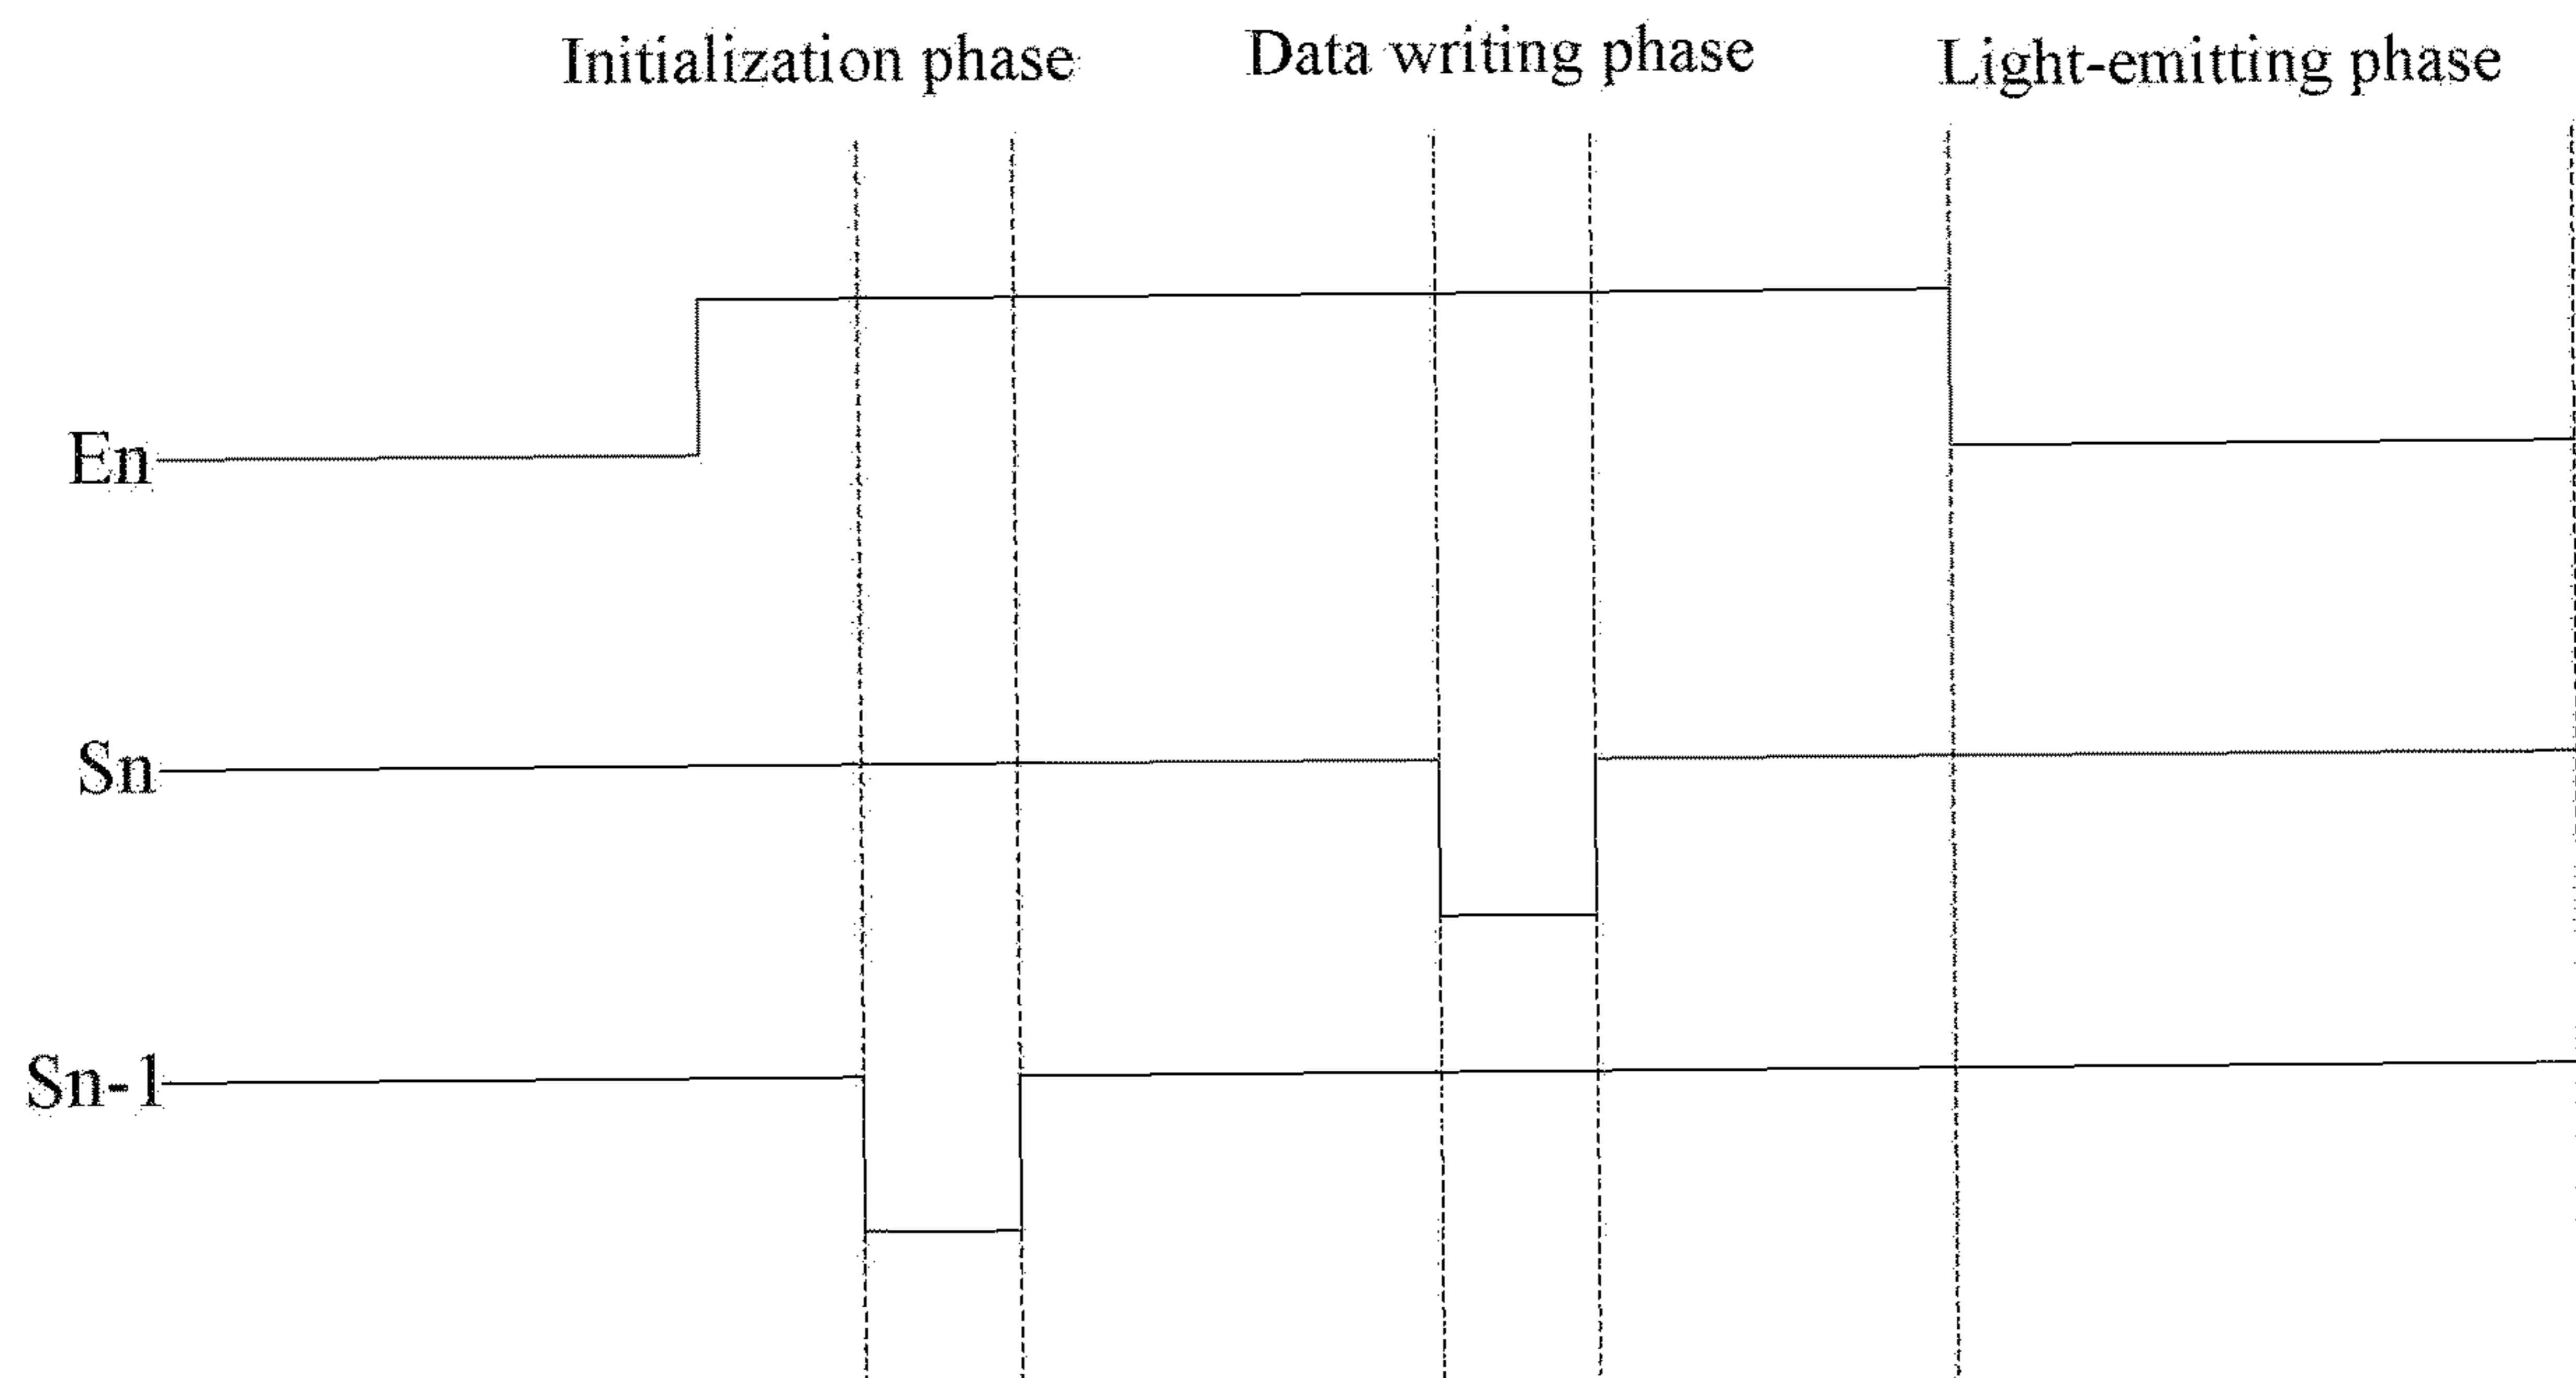 Initialization phase
Data writing phase
Light-emitting phase
En
Sn
Sn-1